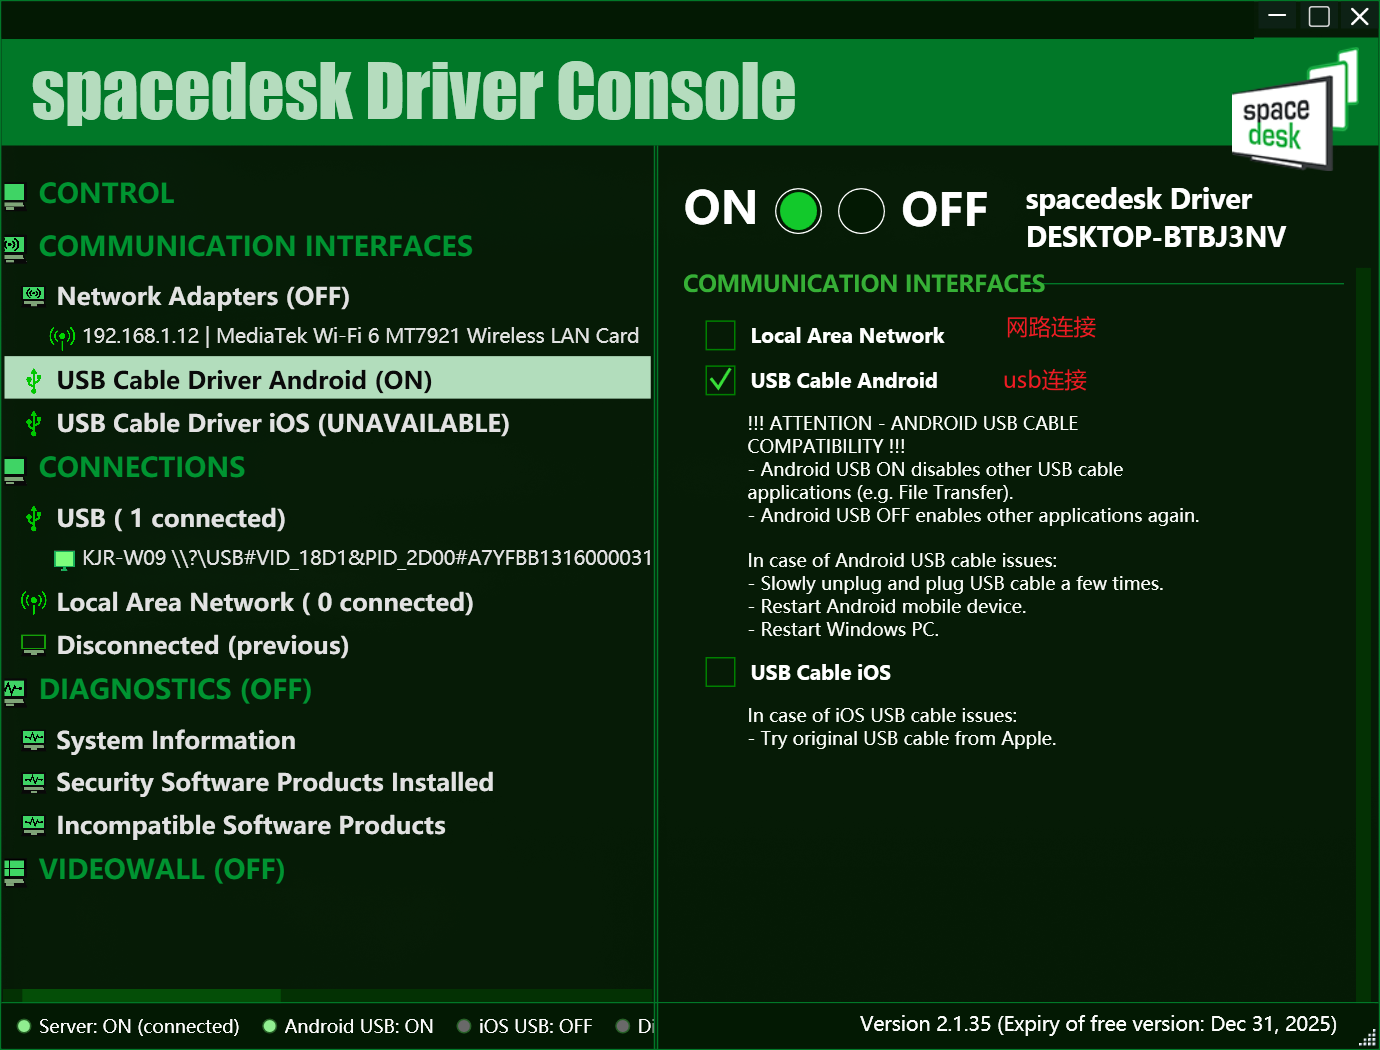 spacedesk Driver Console
space
desk
CONTROL
COMMUNICATION INTERFACES
Network Adapters (OFF)
192.168.1.12 | MediaTek Wi-Fi 6 MT7921 Wireless LAN Card
USB Cable Driver Android (ON)
USB Cable Driver iOS (UNAVAILABLE)
CONNECTIONS
USB ( 1 connected)
KJR-W09 \\?\USB#VID_18D1&PID_2D00#A7YFBB1316000031
Local Area Network ( 0 connected)
Disconnected (previous)
DIAGNOSTICS (OFF)
System Information
Security Software Products Installed
Incompatible Software Products
VIDEOWALL (OFF)
ON OFF
spacedesk Driver
DESKTOP-BTBJ3NV
COMMUNICATION INTERFACES
Local Area Network 网路连接
USB Cable Android usb连接
!!! ATTENTION - ANDROID USB CABLE
COMPATIBILITY !!!
- Android USB ON disables other USB cable
applications (e.g. File Transfer).
- Android USB OFF enables other applications again.
In case of Android USB cable issues:
- Slowly unplug and plug USB cable a few times.
- Restart Android mobile device.
- Restart Windows PC.
USB Cable iOS
In case of iOS USB cable issues:
- Try original USB cable from Apple.
Server: ON (connected) Android USB: ON iOS USB: OFF Di
Version 2.1.35 (Expiry of free version: Dec 31, 2025)